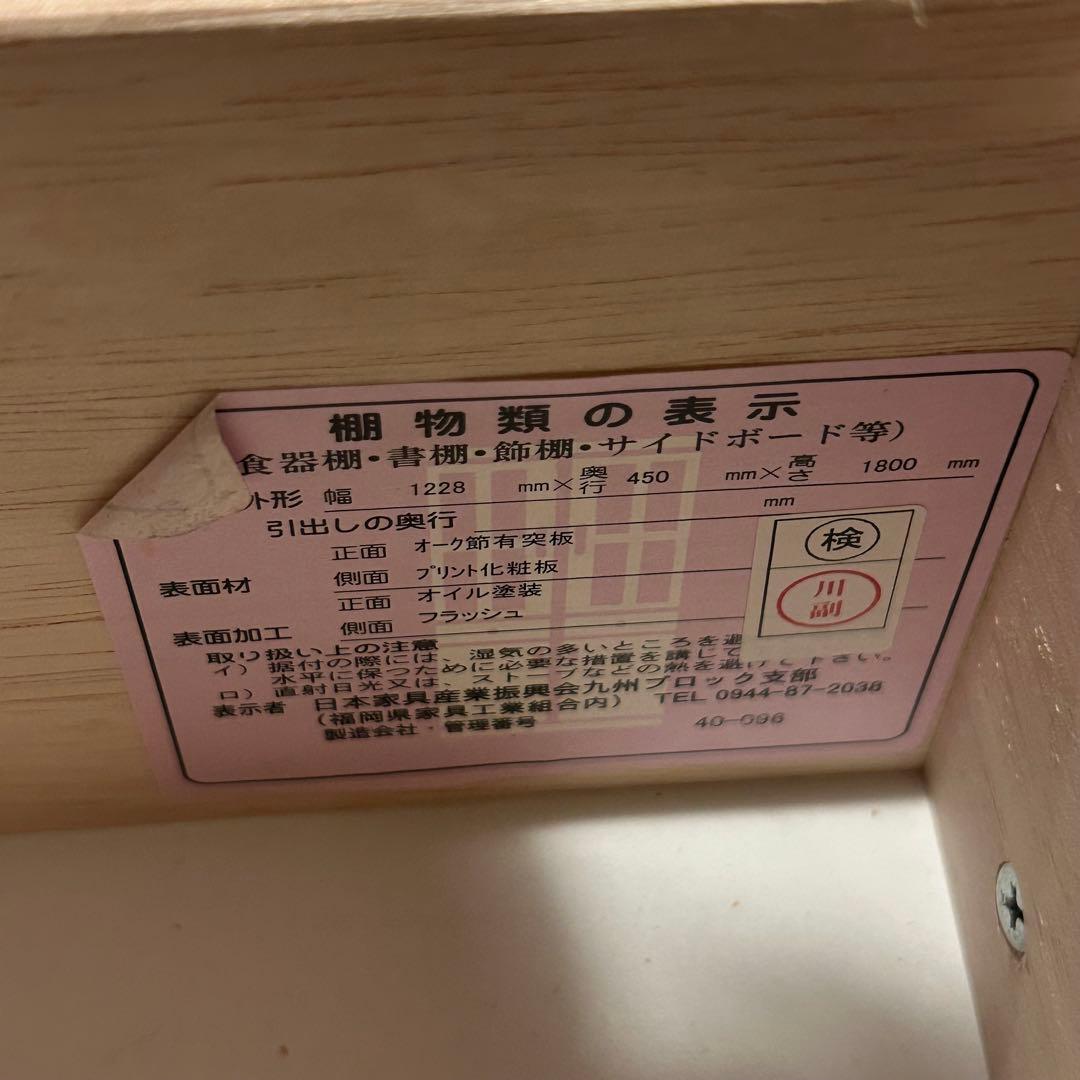 棚物類の表示
食器棚・書棚・飾棚・サイドボード等)
外形 幅 1228 mm×奥行 450 mm×高さ 1800 mm
引出しの奥行 mm
表面材 正面 オーク節有突板
側面 プリント化粧板
表面加工 正面 オイル塗装
側面 フラッシュ
検
川副
取り扱い上の注意
イ) 据付の際には、湿気の多いところを避
水平に保つために必要な措置を講じて
ロ) 直射日光又は、ストーブなどの熱を避けて下さい。
表示者 日本家具産業振興会九州ブロック支部
(福岡県家具工業組合内) TEL 0944-87-2038
製造会社・管理番号 40-096